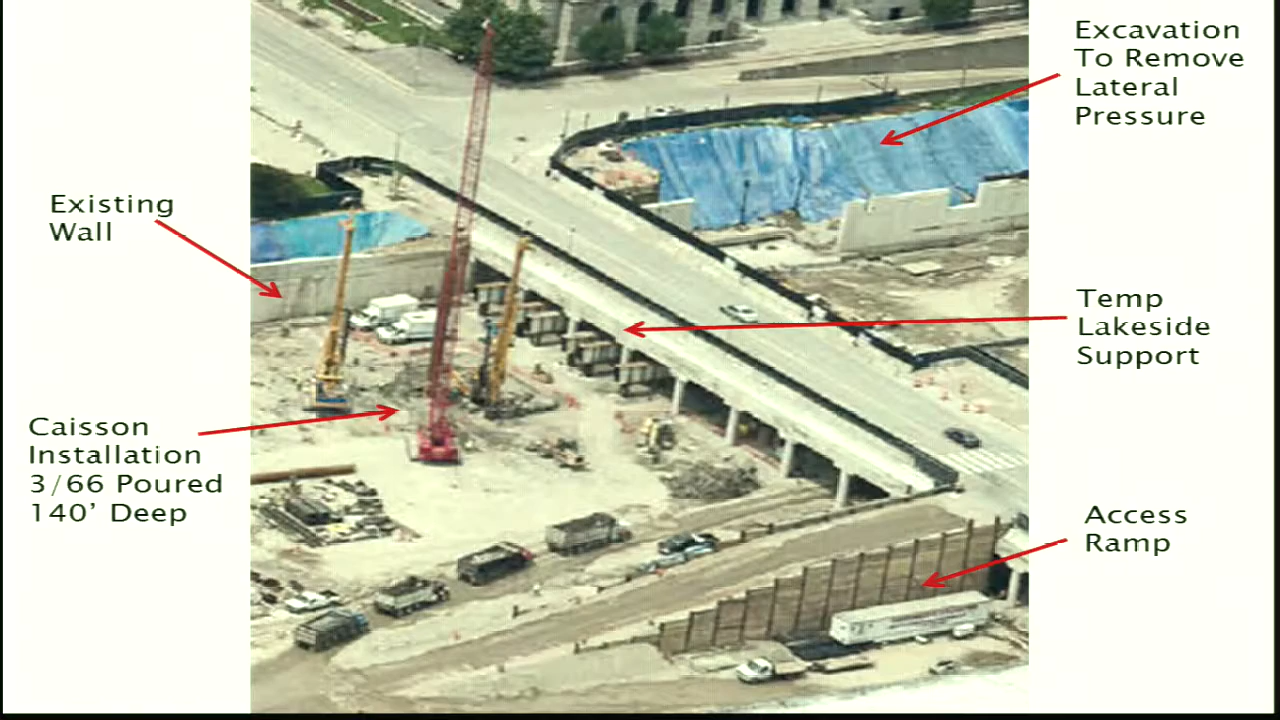 Excavation
To Remove
Lateral
Pressure
Existing
Wall
Temp
Lakeside
Support
Caisson
Installation
3/66 Poured
140’ Deep
Access
Ramp